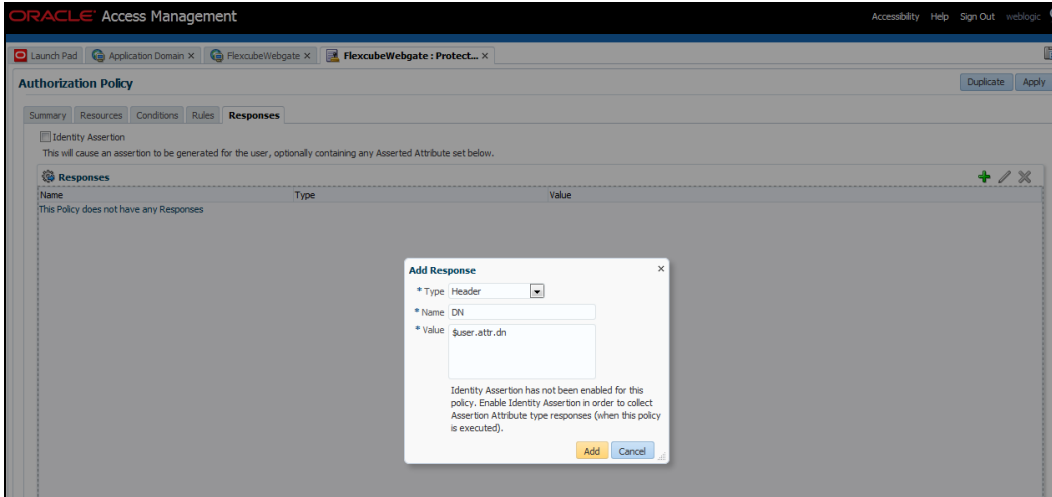 ORACLE Access Management
Accessibility Help Sign Out weblogic
Launch Pad Application Domain × FlexcubeWebgate × FlexcubeWebgate : Protect... ×
Authorization Policy
Duplicate Apply
Summary Resources Conditions Rules Responses
Identity Assertion
This will cause an assertion to be generated for the user, optionally containing any Asserted Attribute set below.
Responses
Name Type Value
This Policy does not have any Responses
Add Response ×
* Type Header
* Name DN
* Value $user.attr.dn
Identity Assertion has not been enabled for this
policy. Enable Identity Assertion in order to collect
Assertion Attribute type responses (when this policy
is executed).
Add Cancel